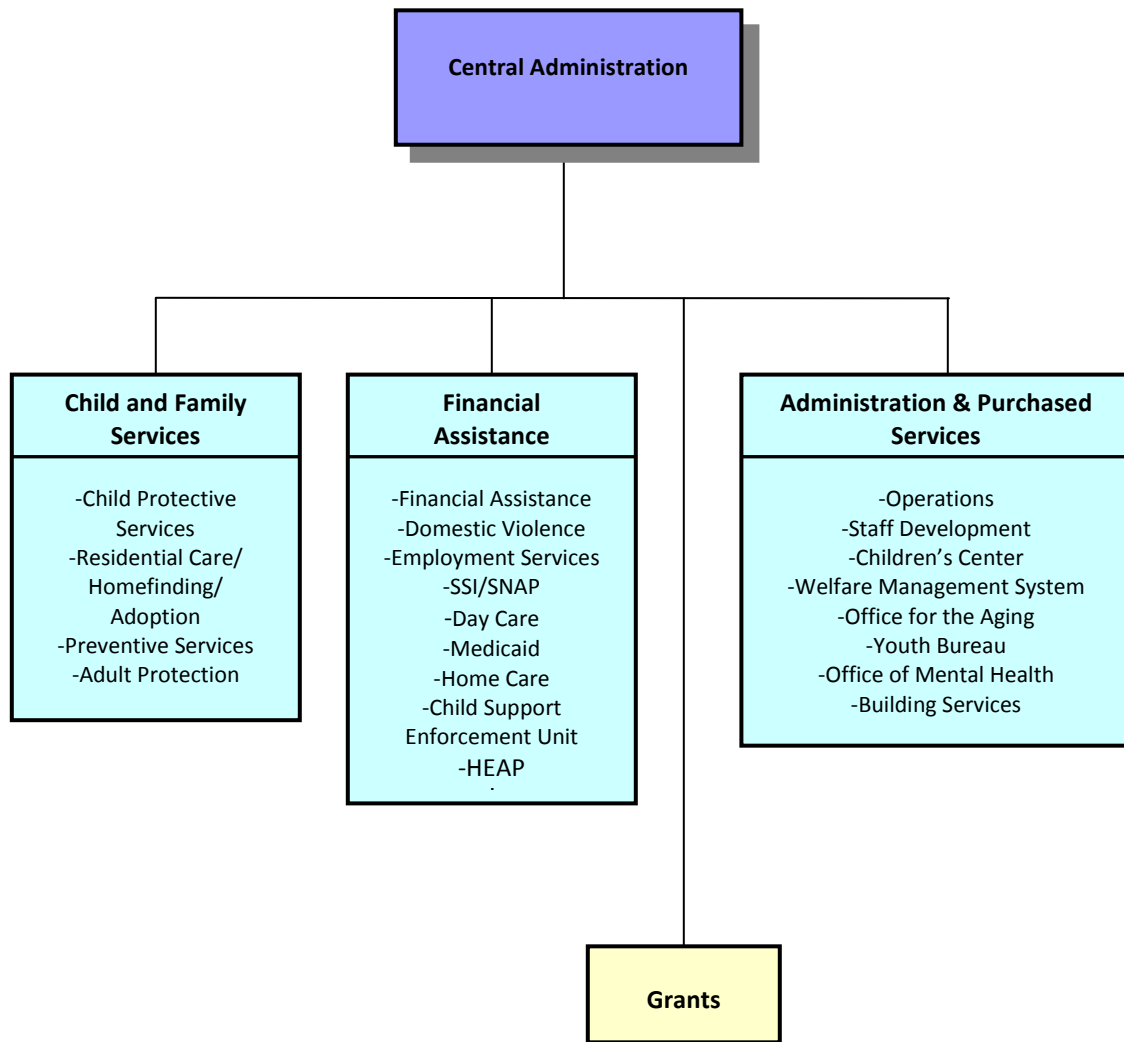 Central Administration
Child and Family
Services
-Child Protective
Services
-Residential Care/
Homefinding/
Adoption
-Preventive Services
-Adult Protection
Financial
Assistance
-Financial Assistance
-Domestic Violence
-Employment Services
-SSI/SNAP
-Day Care
-Medicaid
-Home Care
-Child Support
Enforcement Unit
-HEAP
Administration & Purchased
Services
-Operations
-Staff Development
-Children’s Center
-Welfare Management System
-Office for the Aging
-Youth Bureau
-Office of Mental Health
-Building Services
Grants